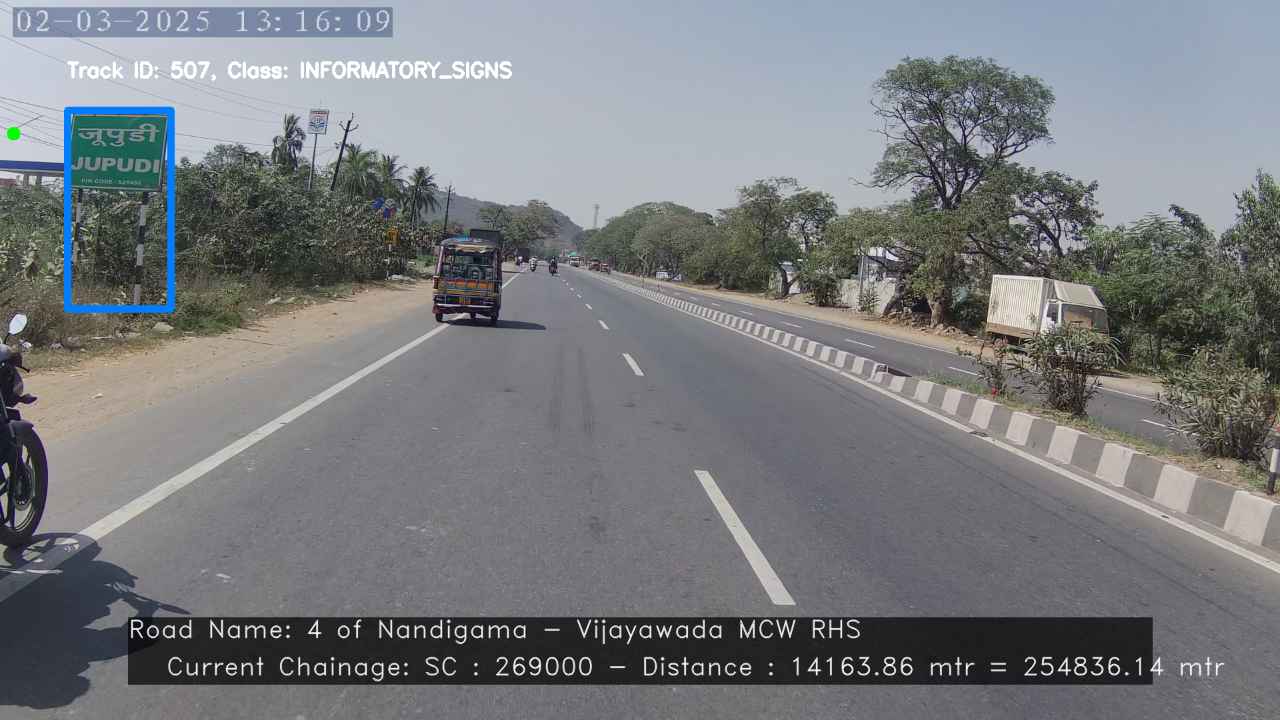 02-03-2025 13:16:09
Track ID: 507, Class: INFORMATORY_SIGNS
जूपुडी
JUPUDI
Road Name: 4 of Nandigama - Vijayawada MCW RHS
Current Chainage: SC : 269000 - Distance : 14163.86 mtr = 254836.14 mtr